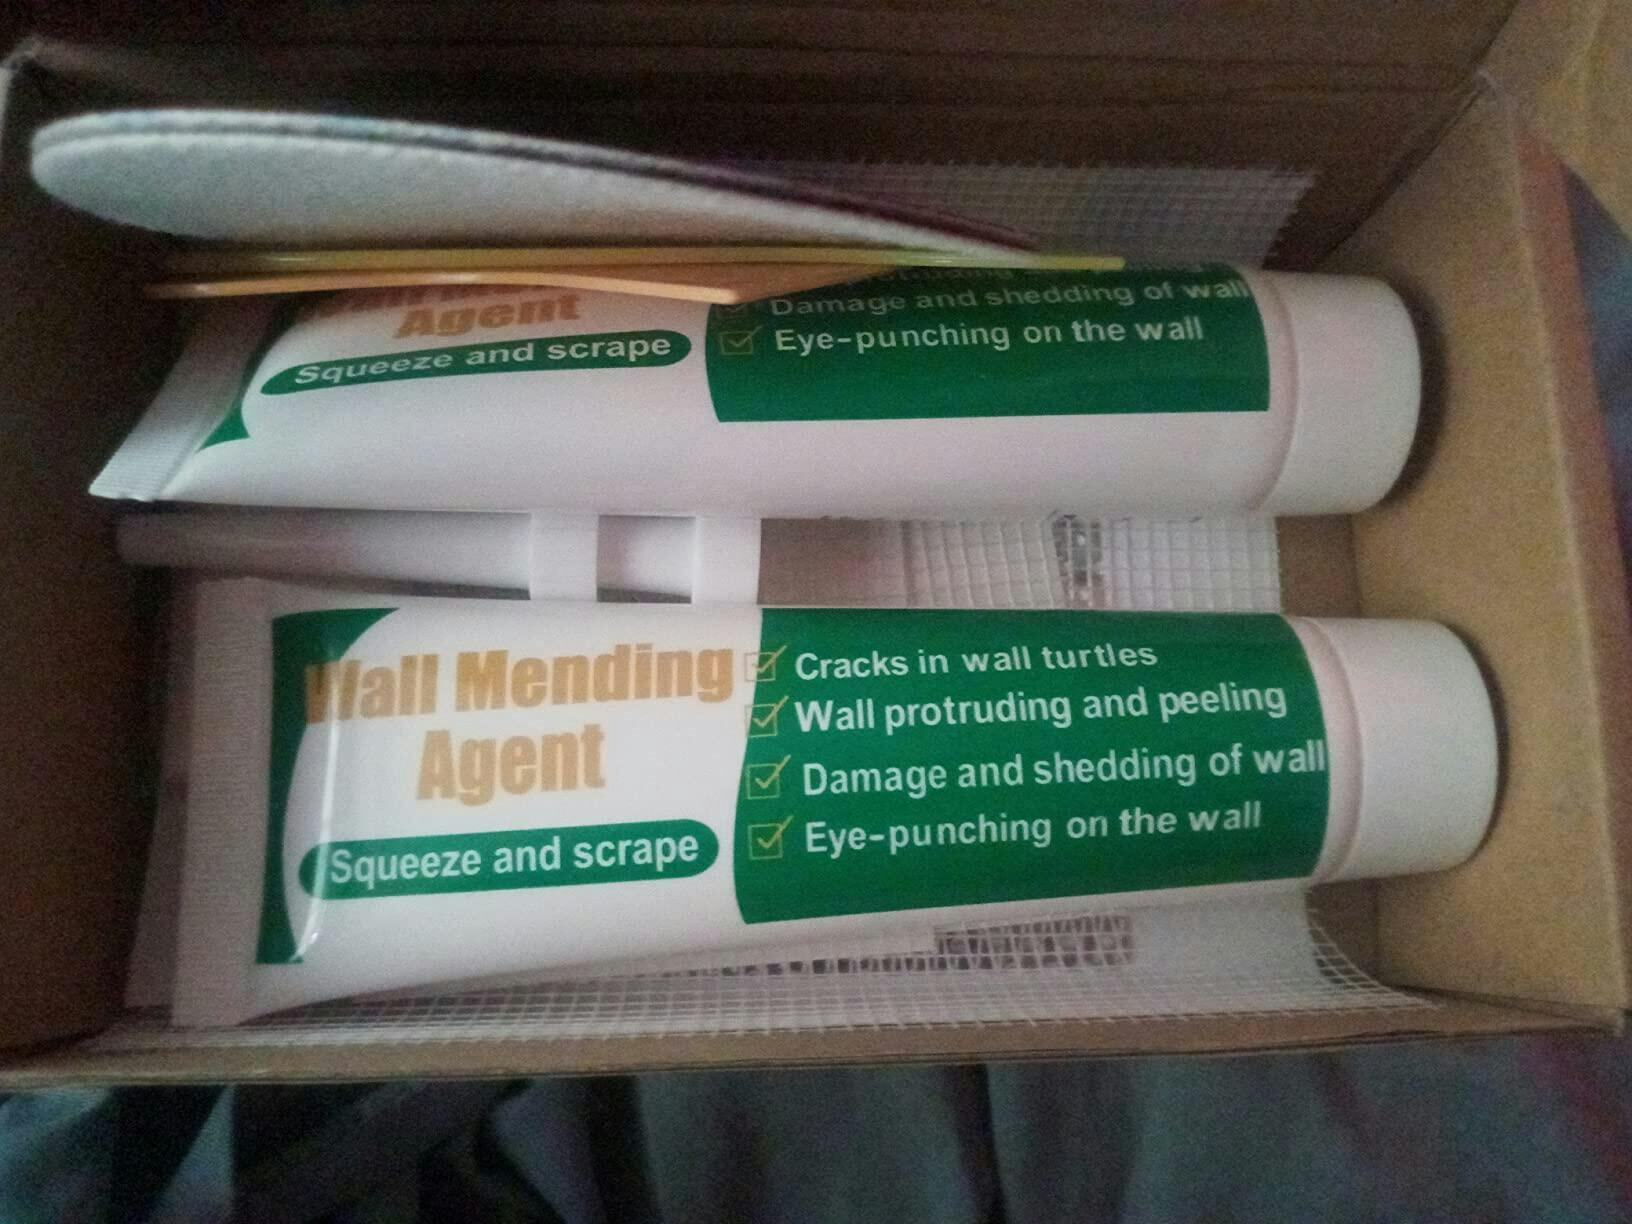 Agent
Squeeze and scrape
Damage and shedding of wall
Eye-punching on the wall
Wall Mending
Agent
Squeeze and scrape
Cracks in wall turtles
Wall protruding and peeling
Damage and shedding of wall
Eye-punching on the wall